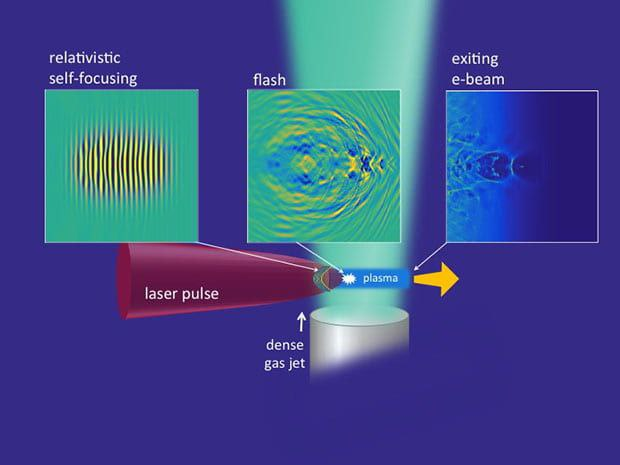 relativistic
self-focusing
flash
exiting
e-beam
laser pulse
plasma
dense
gas jet